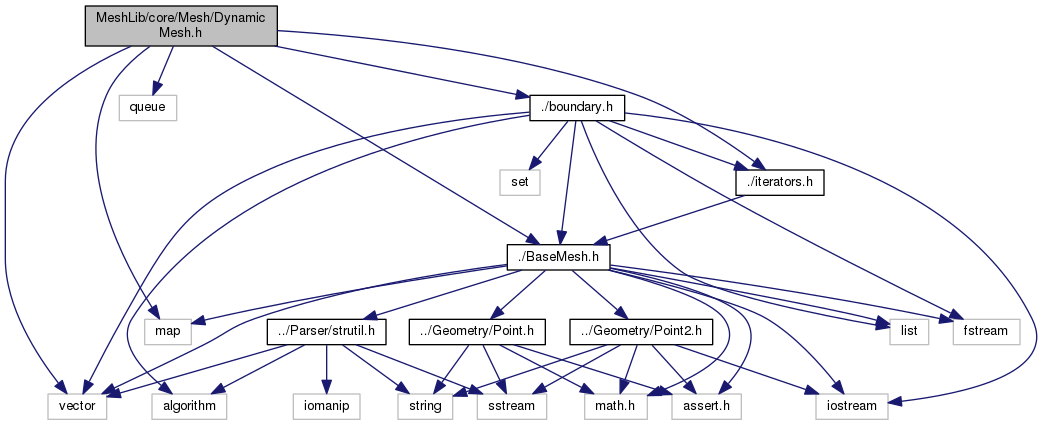 MeshLib/core/Mesh/Dynamic
Mesh.h
queue
./boundary.h
set
./iterators.h
./BaseMesh.h
map
../Parser/strutil.h
../Geometry/Point.h
../Geometry/Point2.h
list
fstream
vector
algorithm
iomanip
string
sstream
math.h
assert.h
iostream